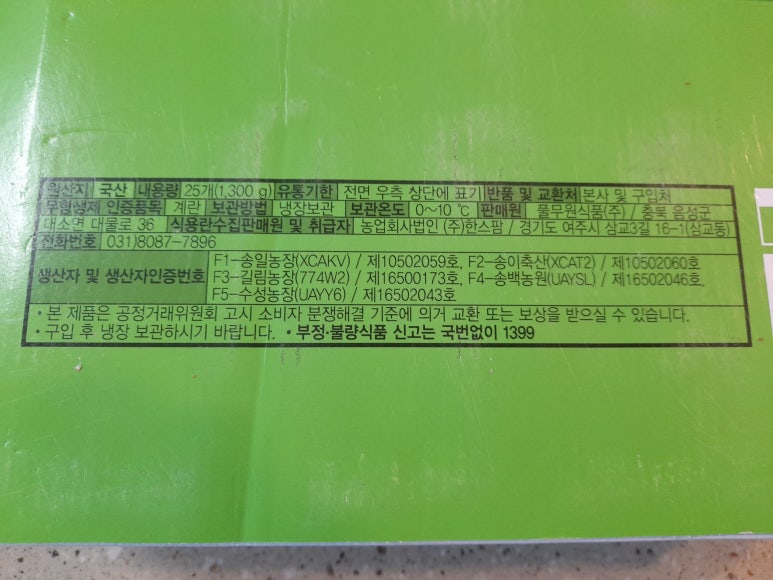 원산지 국산 내용량 25개(1,300 g) 유통기한 전면 우측 상단에 표기 반품 및 교환처 본사 및 구입처
무항생제 인증품목 계란 보관방법 냉장보관 보관온도 0~10 ℃ 판매원 풀무원식품(주) / 충북 음성군
대소면 대풀로 36 식용란수집판매원 및 취급자 농업회사법인 (주)한스팜 / 경기도 여주시 삼교3길 16-1(삼교동)
전화번호 031)8087-7896
생산자 및 생산자인증번호
F1-송일농장(XCAKV) / 제10502059호, F2-송이축산(XCAT2) / 제10502060호
F3-길림농장(774W2) / 제16500173호, F4-송백농원(UAYSL) / 제16502046호,
F5-수성농장(UAYY6) / 제16502043호
• 본 제품은 공정거래위원회 고시 소비자 분쟁해결 기준에 의거 교환 또는 보상을 받으실 수 있습니다.
• 구입 후 냉장 보관하시기 바랍니다. • 부정·불량식품 신고는 국번없이 1399